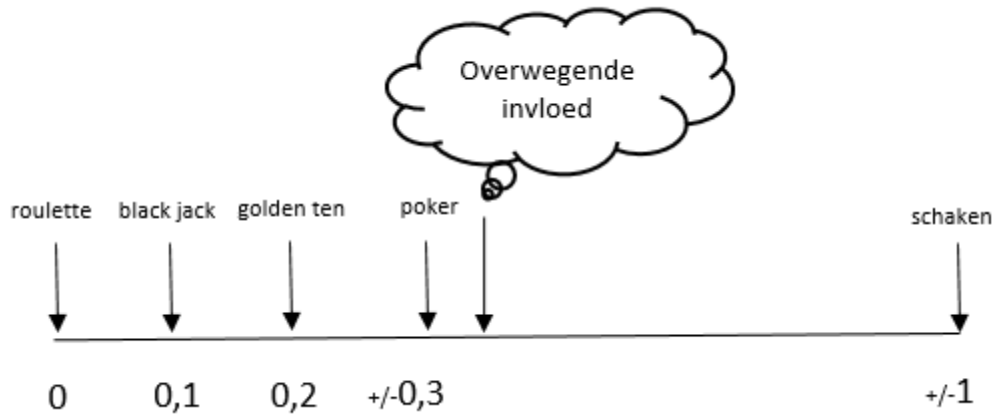 Overwegende
invloed
roulette black jack golden ten poker schaken
0 0,1 0,2 +/-0,3 +/-1